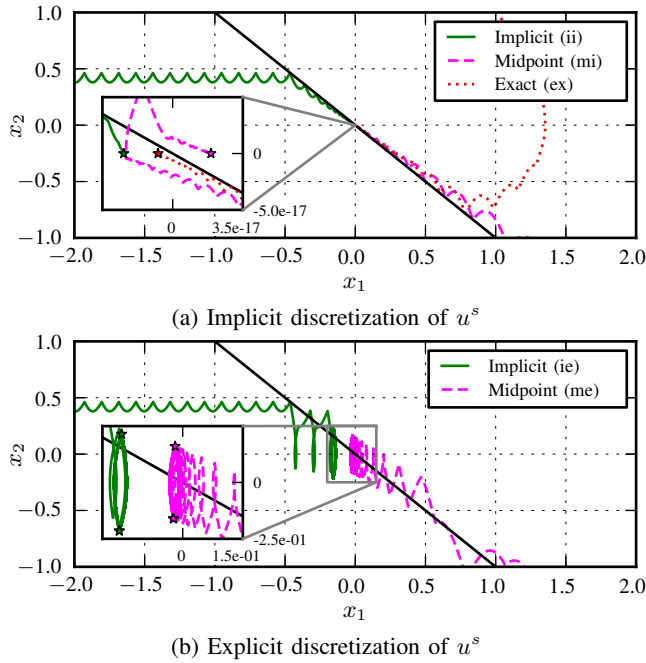 1.0
0.5
0.0
−0.5
−1.0
x₂
Implicit (ii)
Midpoint (mi)
Exact (ex)
0
-5.0e-17
0
3.5e-17
−2.0 −1.5 −1.0 −0.5 0.0 0.5 1.0 1.5 2.0
x₁
(a) Implicit discretization of uˢ
1.0
0.5
0.0
−0.5
−1.0
x₂
Implicit (ie)
Midpoint (me)
0
-2.5e-01
0
1.5e-01
−2.0 −1.5 −1.0 −0.5 0.0 0.5 1.0 1.5 2.0
x₁
(b) Explicit discretization of uˢ